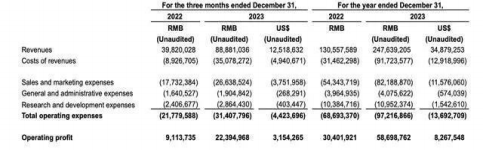 For the three months ended December 31, For the year ended December 31,
2022 2023 2022 2023
RMB RMB US$ RMB RMB US$
(Unaudited) (Unaudited) (Unaudited) (Unaudited) (Unaudited)
Revenues 39,820,028 88,881,036 12,518,632 130,557,589 247,639,205 34,879,253
Costs of revenues (8,926,705) (35,078,272) (4,940,671) (31,462,298) (91,723,577) (12,918,996)
Sales and marketing expenses (17,732,384) (26,638,524) (3,751,958) (54,343,719) (82,188,870) (11,576,060)
General and administrative expenses (1,640,527) (1,904,842) (268,291) (3,964,935) (4,075,622) (574,039)
Research and development expenses (2,406,677) (2,864,430) (403,447) (10,384,716) (10,952,374) (1,542,610)
Total operating expenses (21,779,588) (31,407,796) (4,423,696) (68,693,370) (97,216,866) (13,692,709)
Operating profit 9,113,735 22,394,968 3,154,265 30,401,921 58,698,762 8,267,548